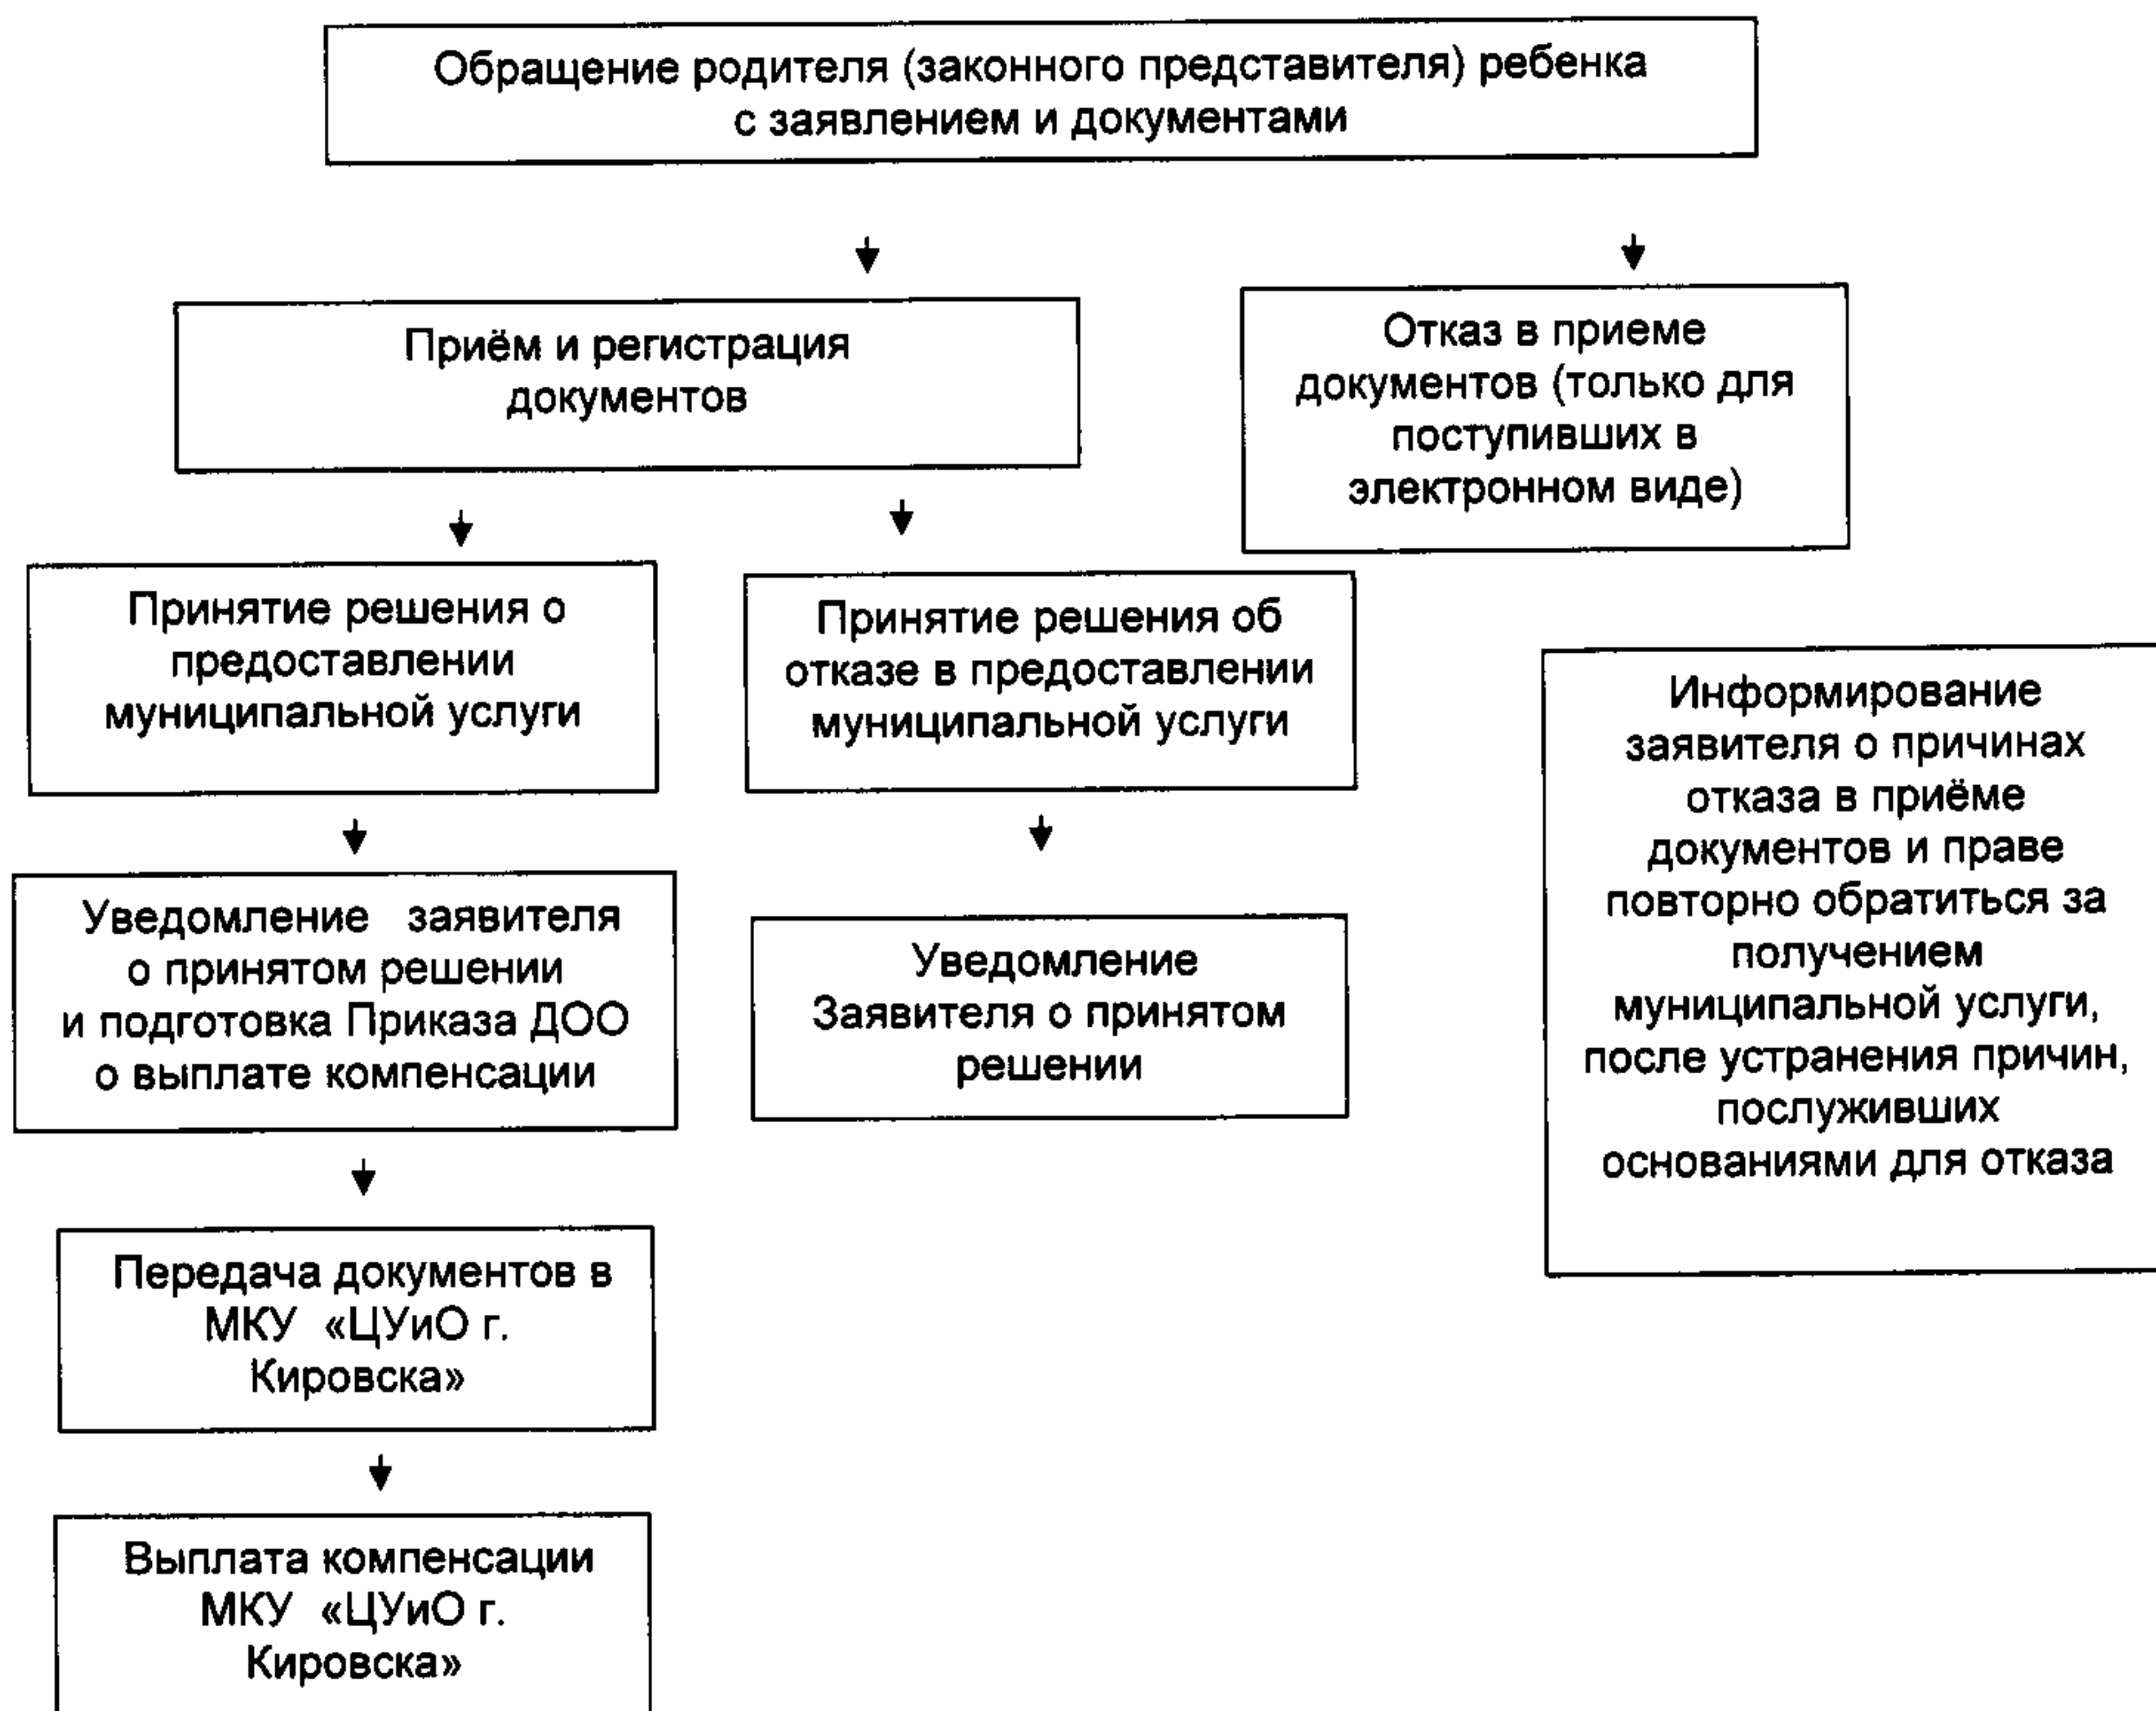 Обращение родителя (законного представителя) ребенка
с заявлением и документами
Приём и регистрация
документов
Отказ в приеме
документов (только для
поступивших в
электронном виде)
Принятие решения о
предоставлении
муниципальной услуги
Принятие решения об
отказе в предоставлении
муниципальной услуги
Информирование
заявителя о причинах
отказа в приёме
документов и праве
повторно обратиться за
получением
муниципальной услуги,
после устранения причин,
послуживших
основаниями для отказа
Уведомление заявителя
о принятом решении
и подготовка Приказа ДОО
о выплате компенсации
Уведомление
Заявителя о принятом
решении
Передача документов в
МКУ «ЦУиО г.
Кировска»
Выплата компенсации
МКУ «ЦУиО г.
Кировска»